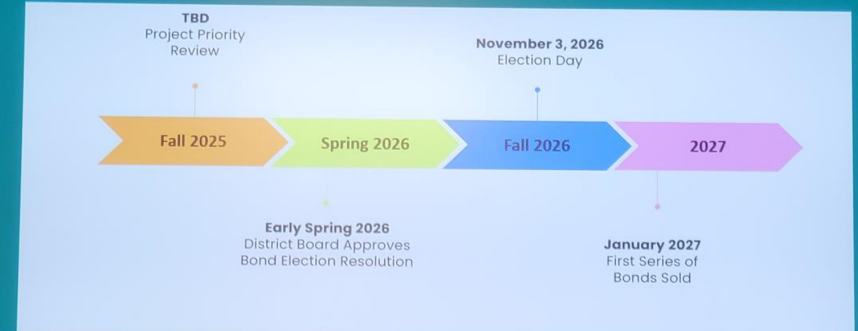 TBD
Project Priority
Review
November 3, 2026
Election Day
Fall 2025
Spring 2026
Fall 2026
2027
Early Spring 2026
District Board Approves
Bond Election Resolution
January 2027
First Series of
Bonds Sold